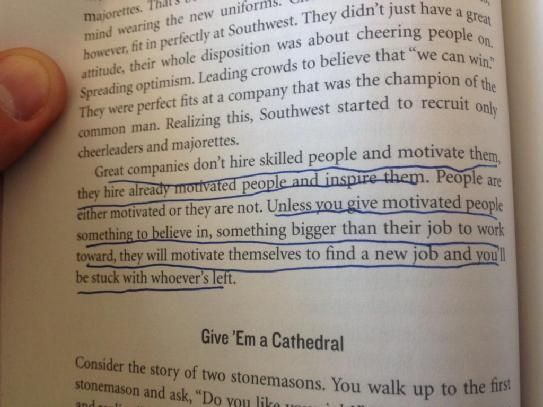 majorettes. That's
mind wearing the new uniforms.
however, fit in perfectly at Southwest. They didn't just have a great
attitude, their whole disposition was about cheering people on.
Spreading optimism. Leading crowds to believe that “we can win.”
They were perfect fits at a company that was the champion of the
common man. Realizing this, Southwest started to recruit only
cheerleaders and majorettes.
Great companies don't hire skilled people and motivate them,
they hire already motivated people and inspire them. People are
either motivated or they are not. Unless you give motivated people
something to believe in, something bigger than their job to work
toward, they will motivate themselves to find a new job and you'll
be stuck with whoever's left.
Give 'Em a Cathedral
Consider the story of two stonemasons. You walk up to the first
stonemason and ask, “Do you like